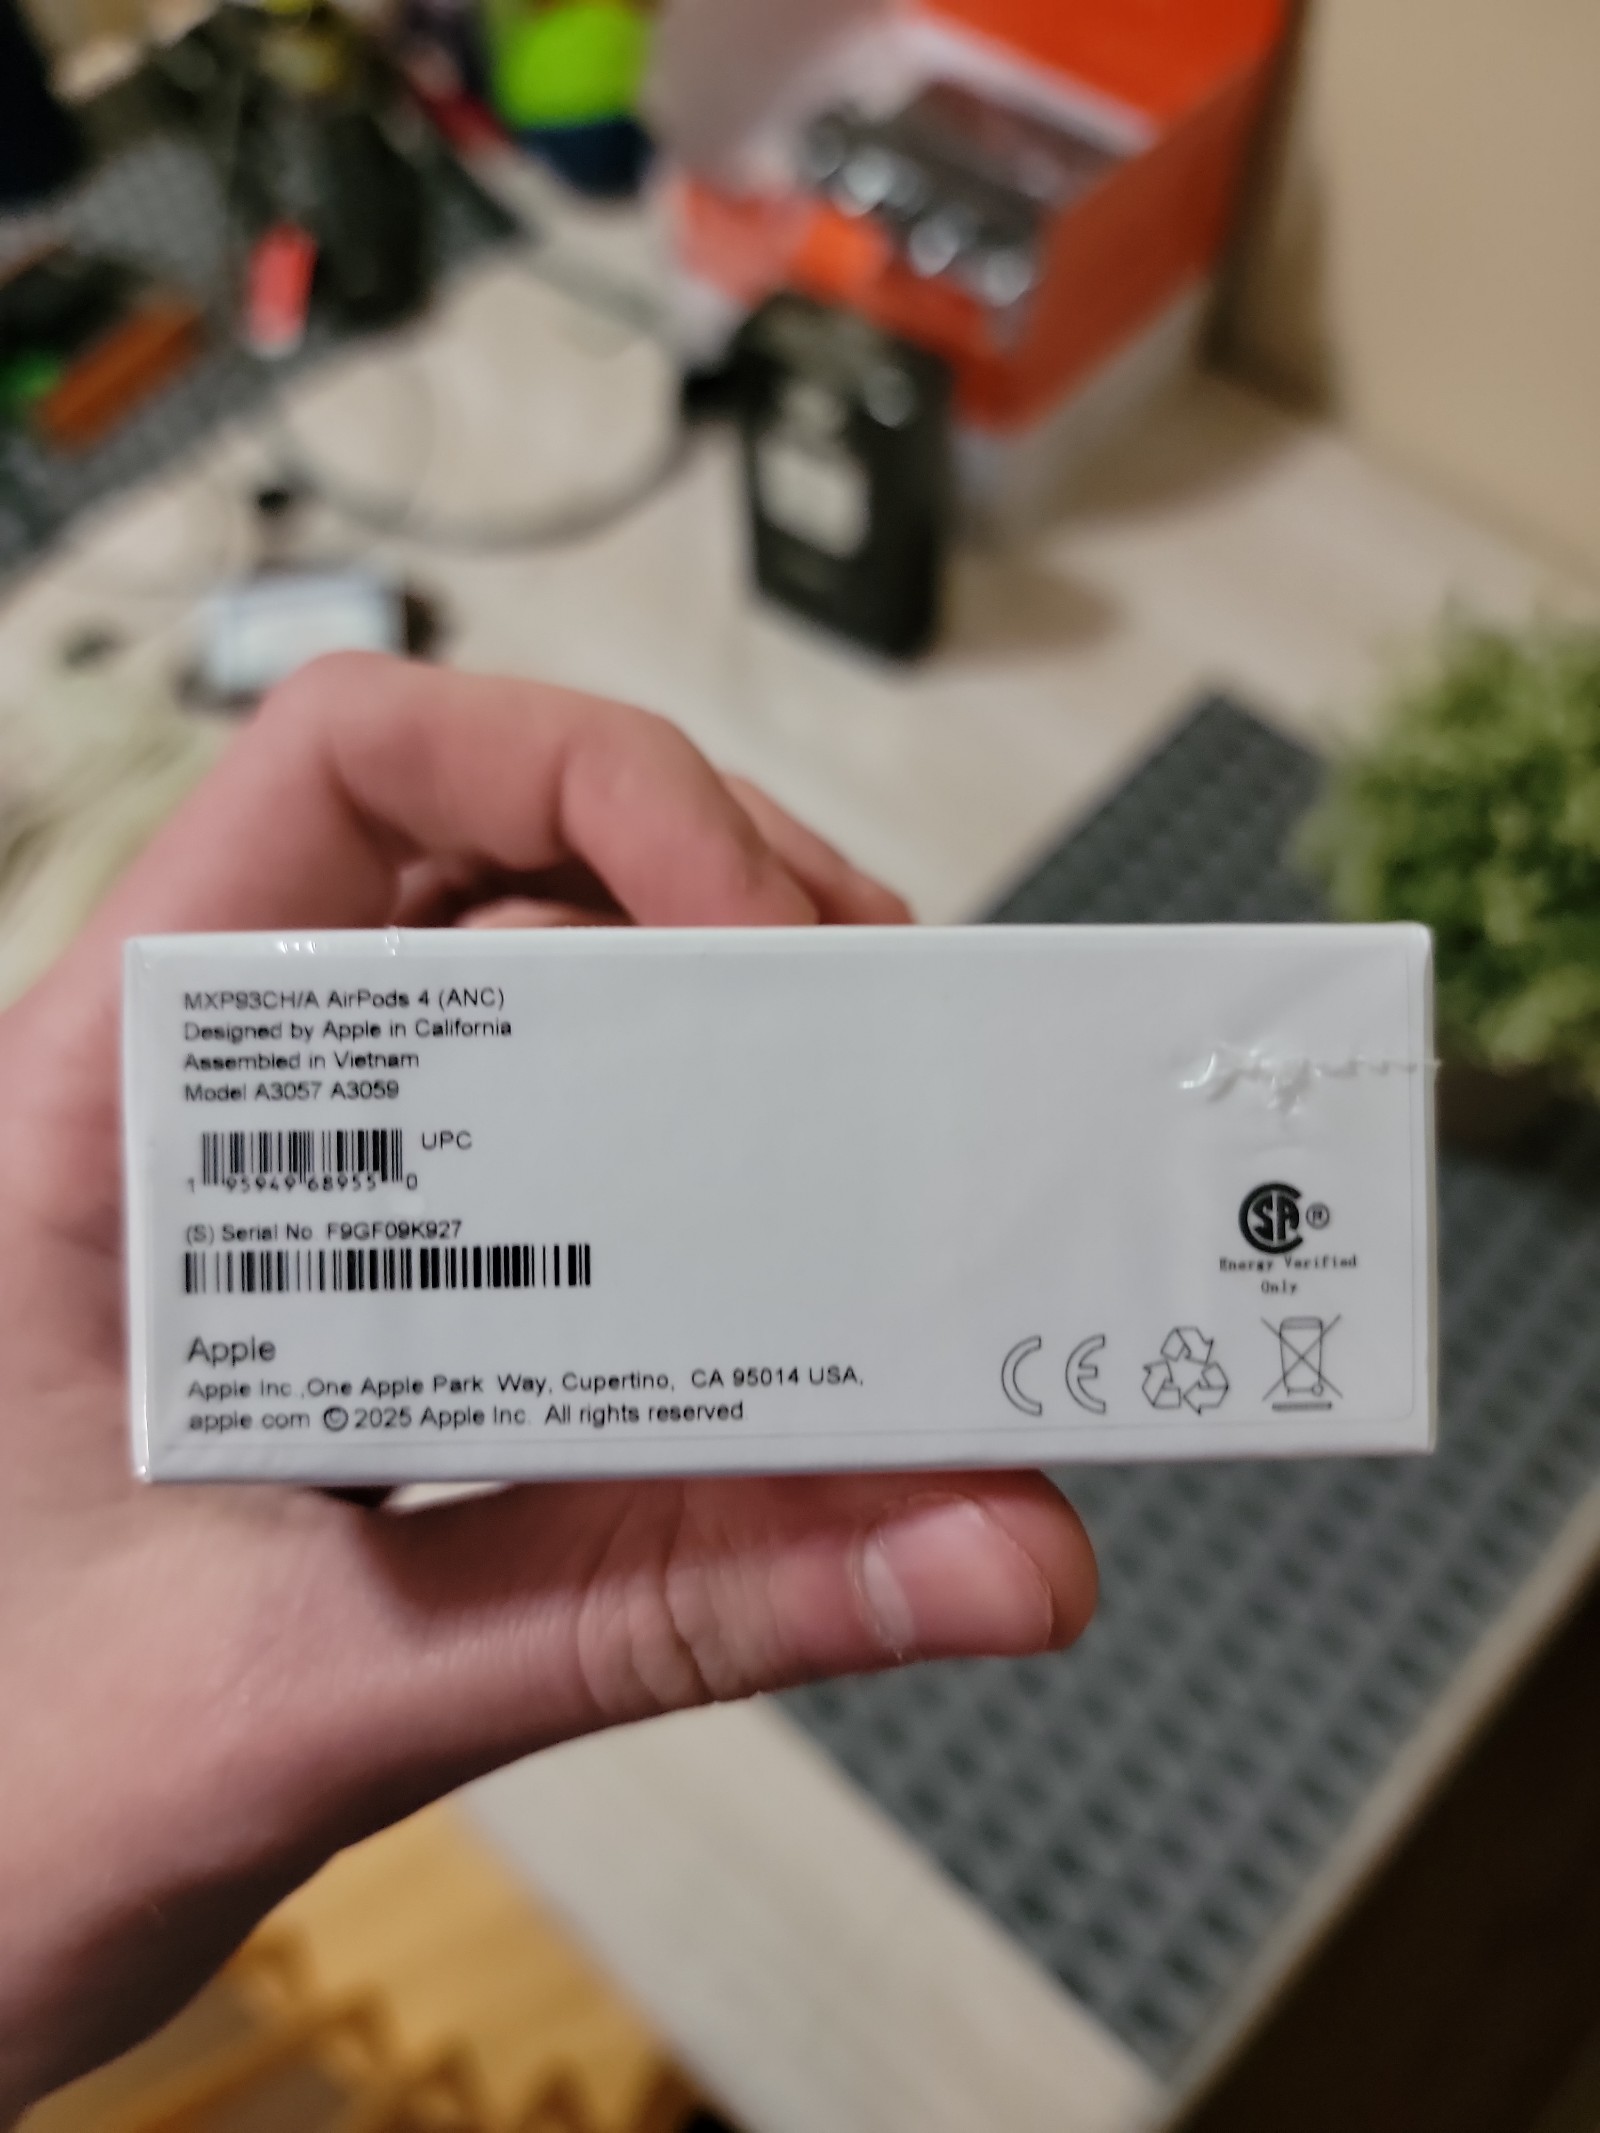 MXP93CH/A AirPods 4 (ANC)
Designed by Apple in California
Assembled in Vietnam
Model A3057 A3059
UPC
1 95949 68955 0
(S) Serial No F9GF09K927
Apple
Apple Inc.,One Apple Park Way, Cupertino, CA 95014 USA,
apple com © 2025 Apple Inc. All rights reserved
SA ®
Energy Verified
Only
CE